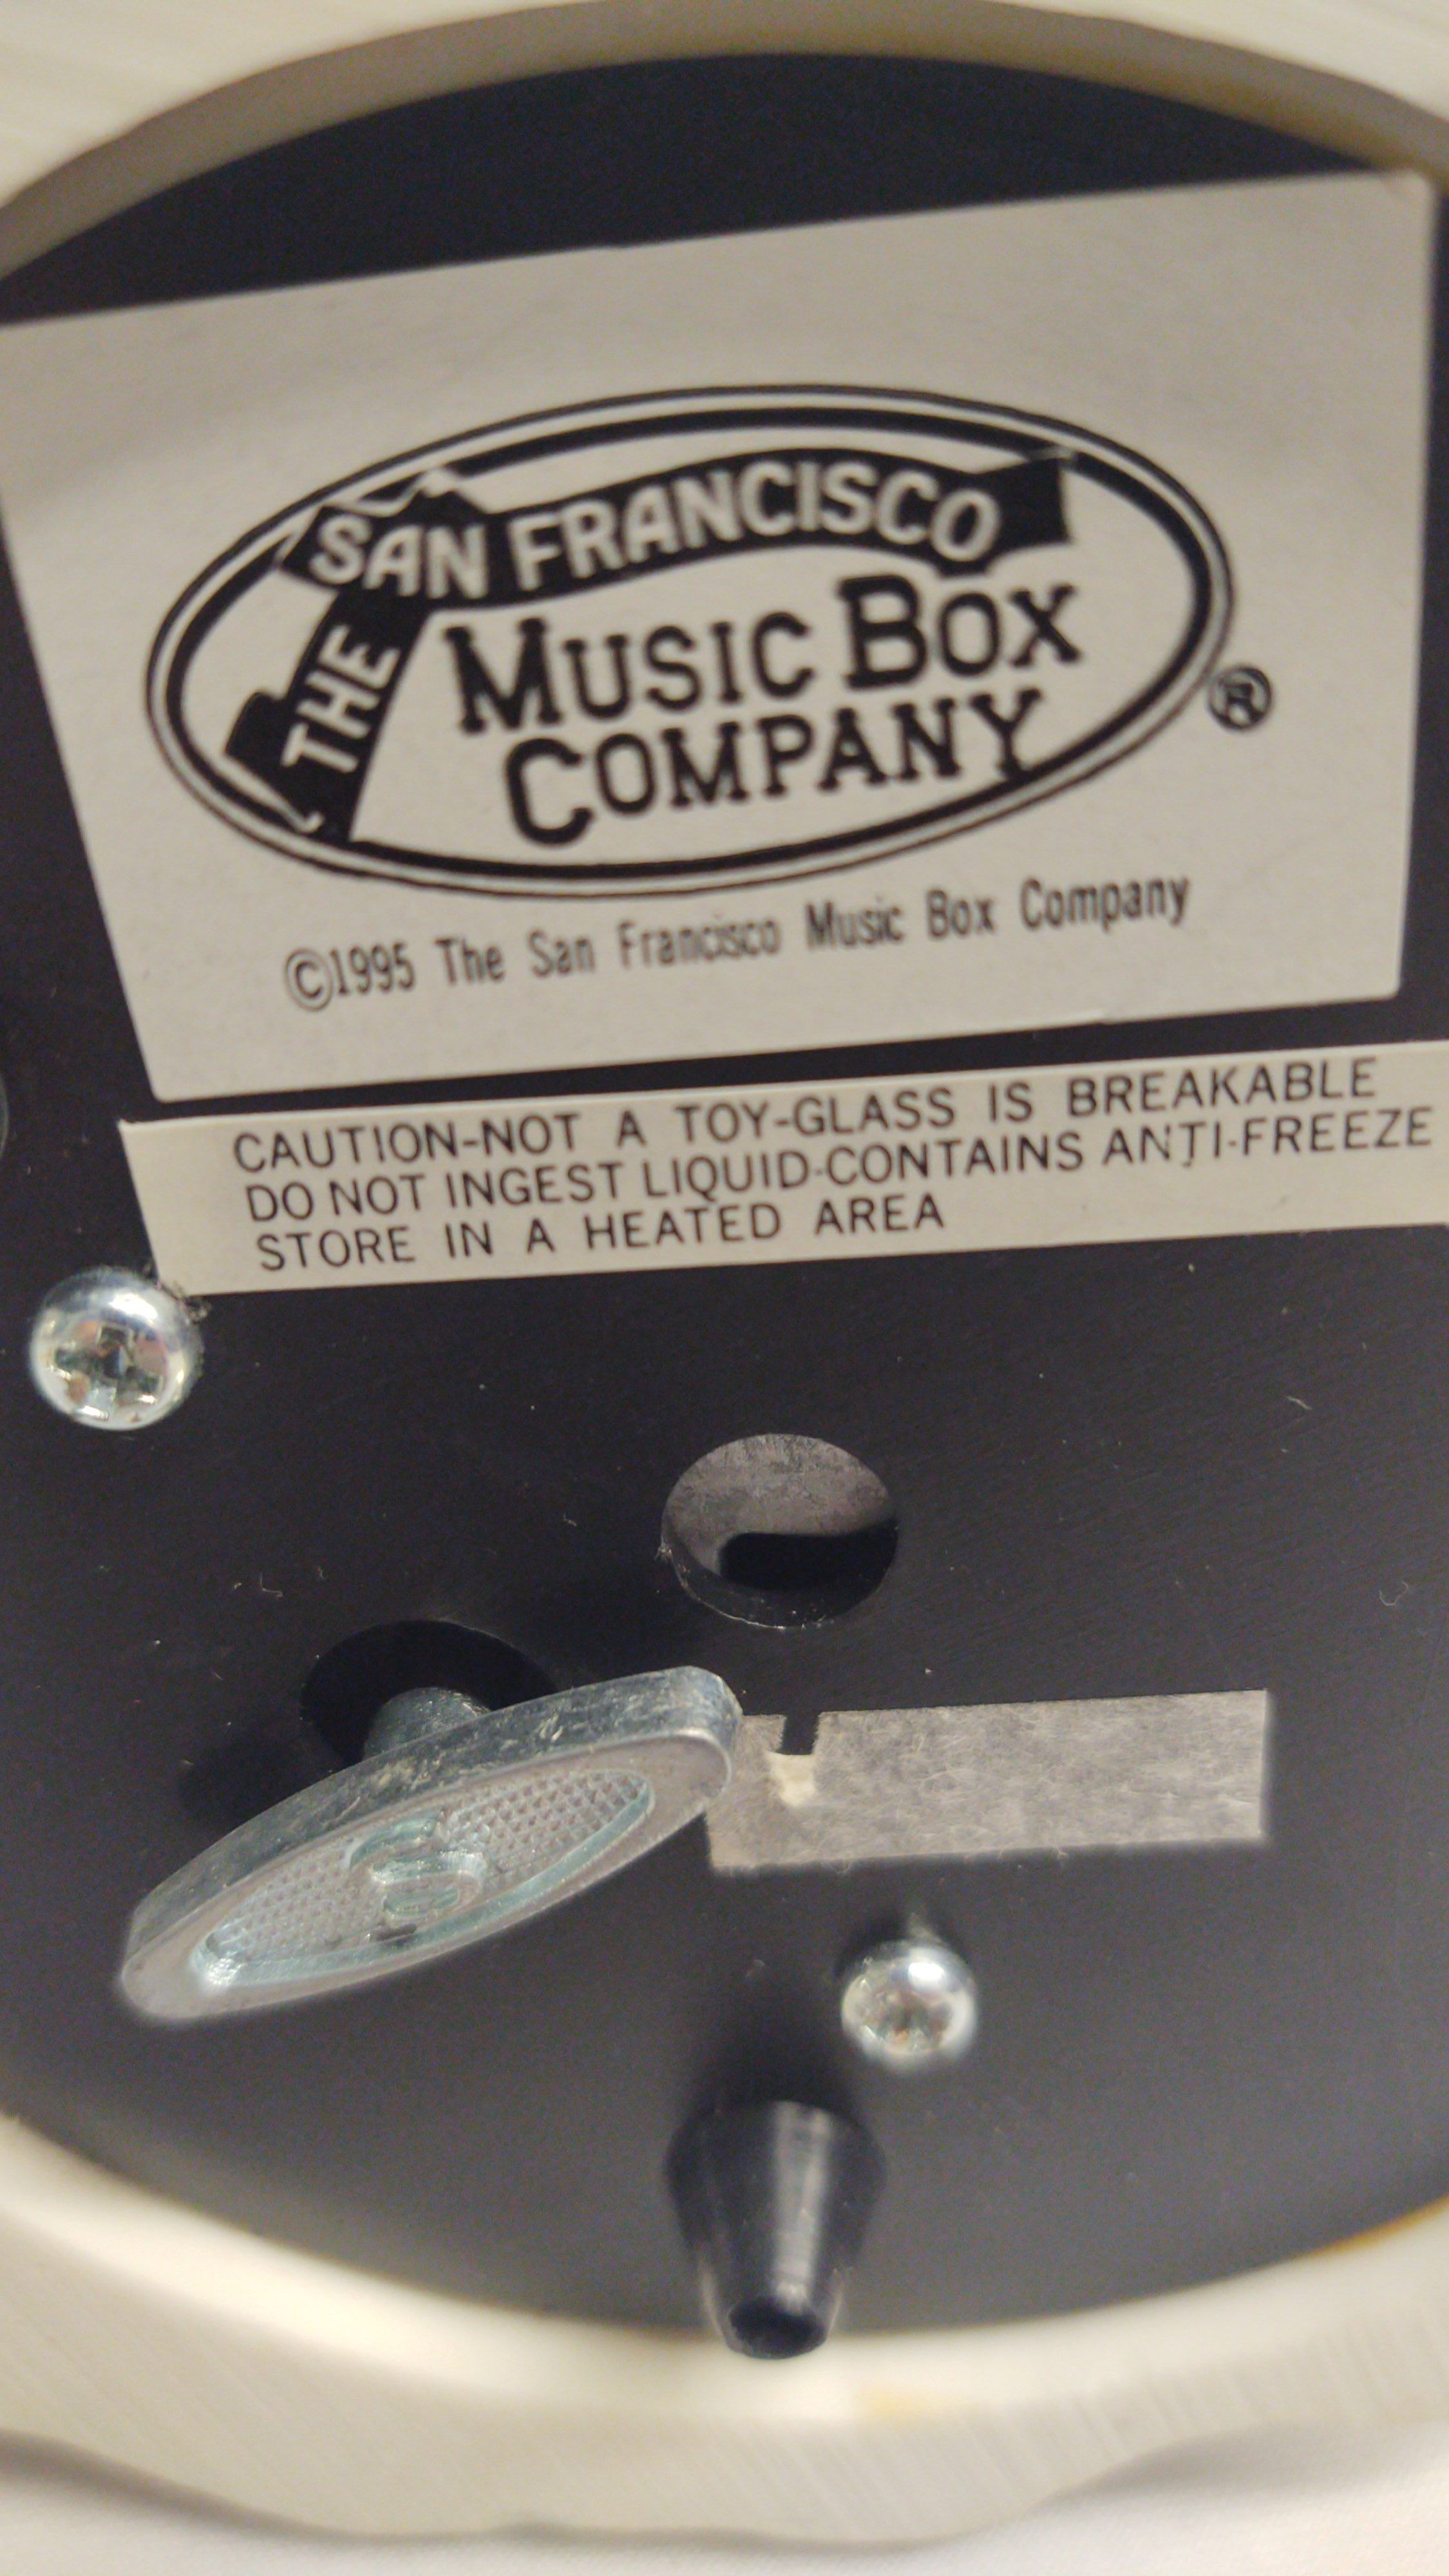 THE SAN FRANCISCO
MUSIC BOX
COMPANY
®
©1995 The San Francisco Music Box Company
CAUTION-NOT A TOY-GLASS IS BREAKABLE
DO NOT INGEST LIQUID-CONTAINS ANTI-FREEZE
STORE IN A HEATED AREA